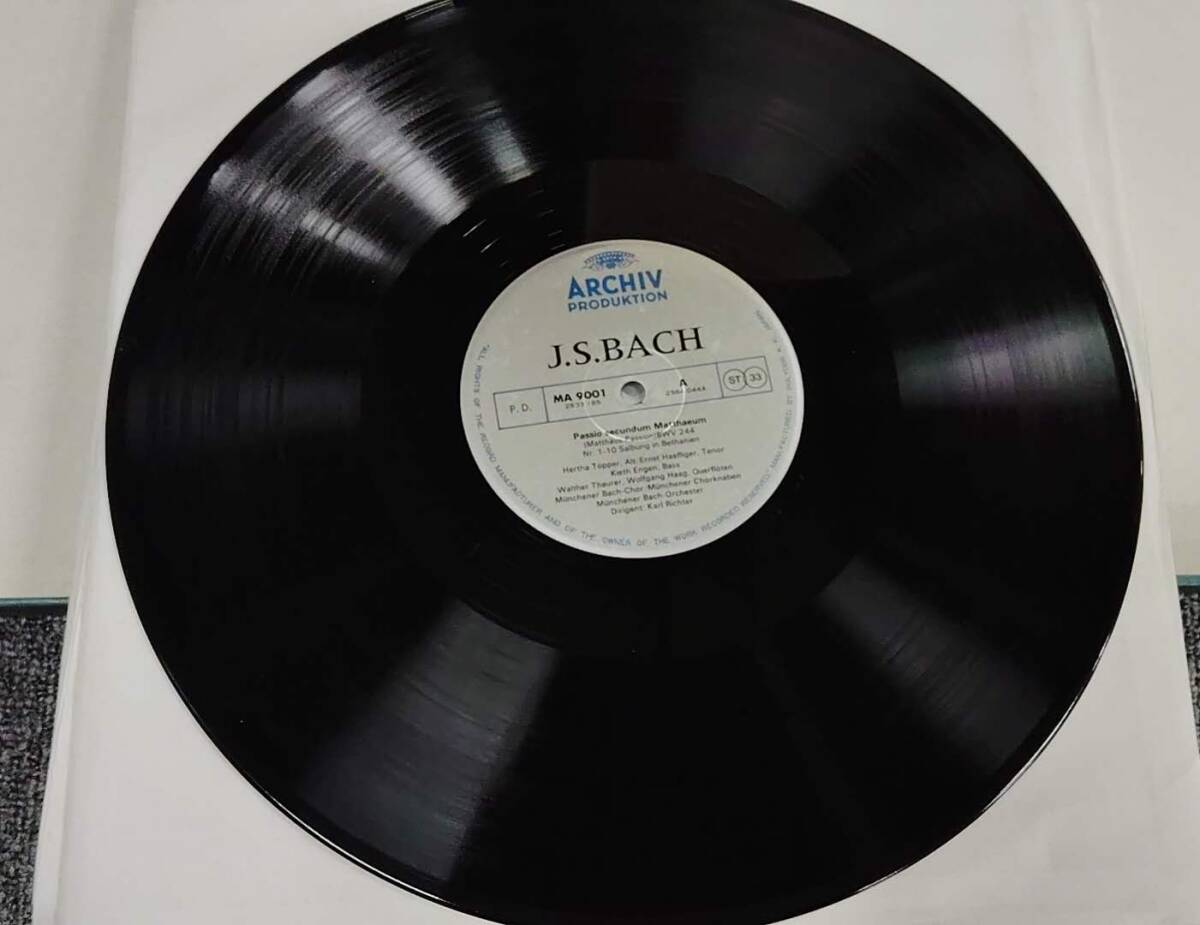 ARCHIV
PRODUKTION
J.S.BACH
P.D.
MA 9001
A
ST 33
Passio secundum Matthaeum
(Matthäus-Passion) BWV 244
Nr. 1-10 Salbung in Bethanien
Hertha Töpper, Alt; Ernst Haefliger, Tenor
Kieth Engen, Bass
Walther Theurer, Wolfgang Haag, Querflöten
Münchener Bach-Chor/Münchener Chorknaben
Münchener Bach-Orchester
Dirigent: Karl Richter
"ALL RIGHTS OF THE RECORD MANUFACTURER AND OF THE OWNER OF THE WORK RECORDED RESERVED." MANUFACTURED BY